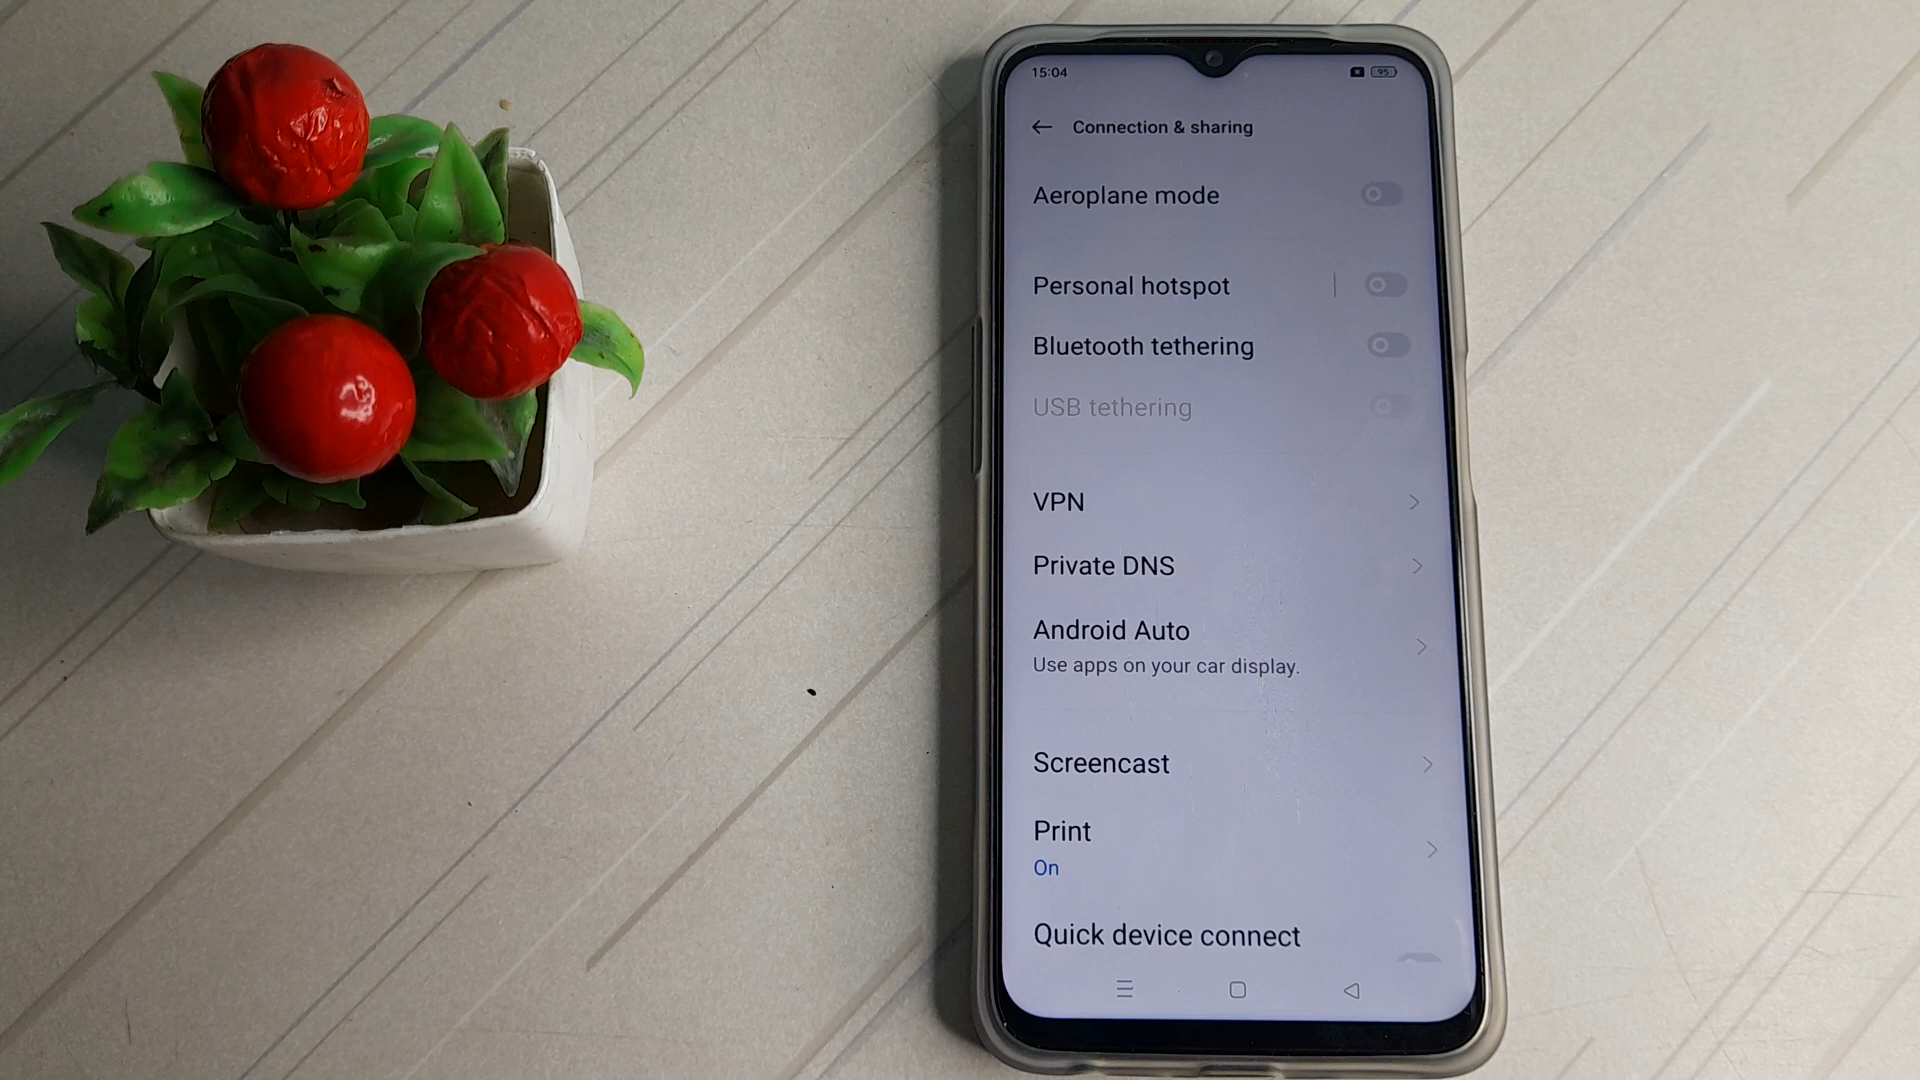 15:04
95
Connection & sharing
Aeroplane mode
Personal hotspot
Bluetooth tethering
USB tethering
VPN
Private DNS
Android Auto
Use apps on your car display.
Screencast
Print
On
Quick device connect